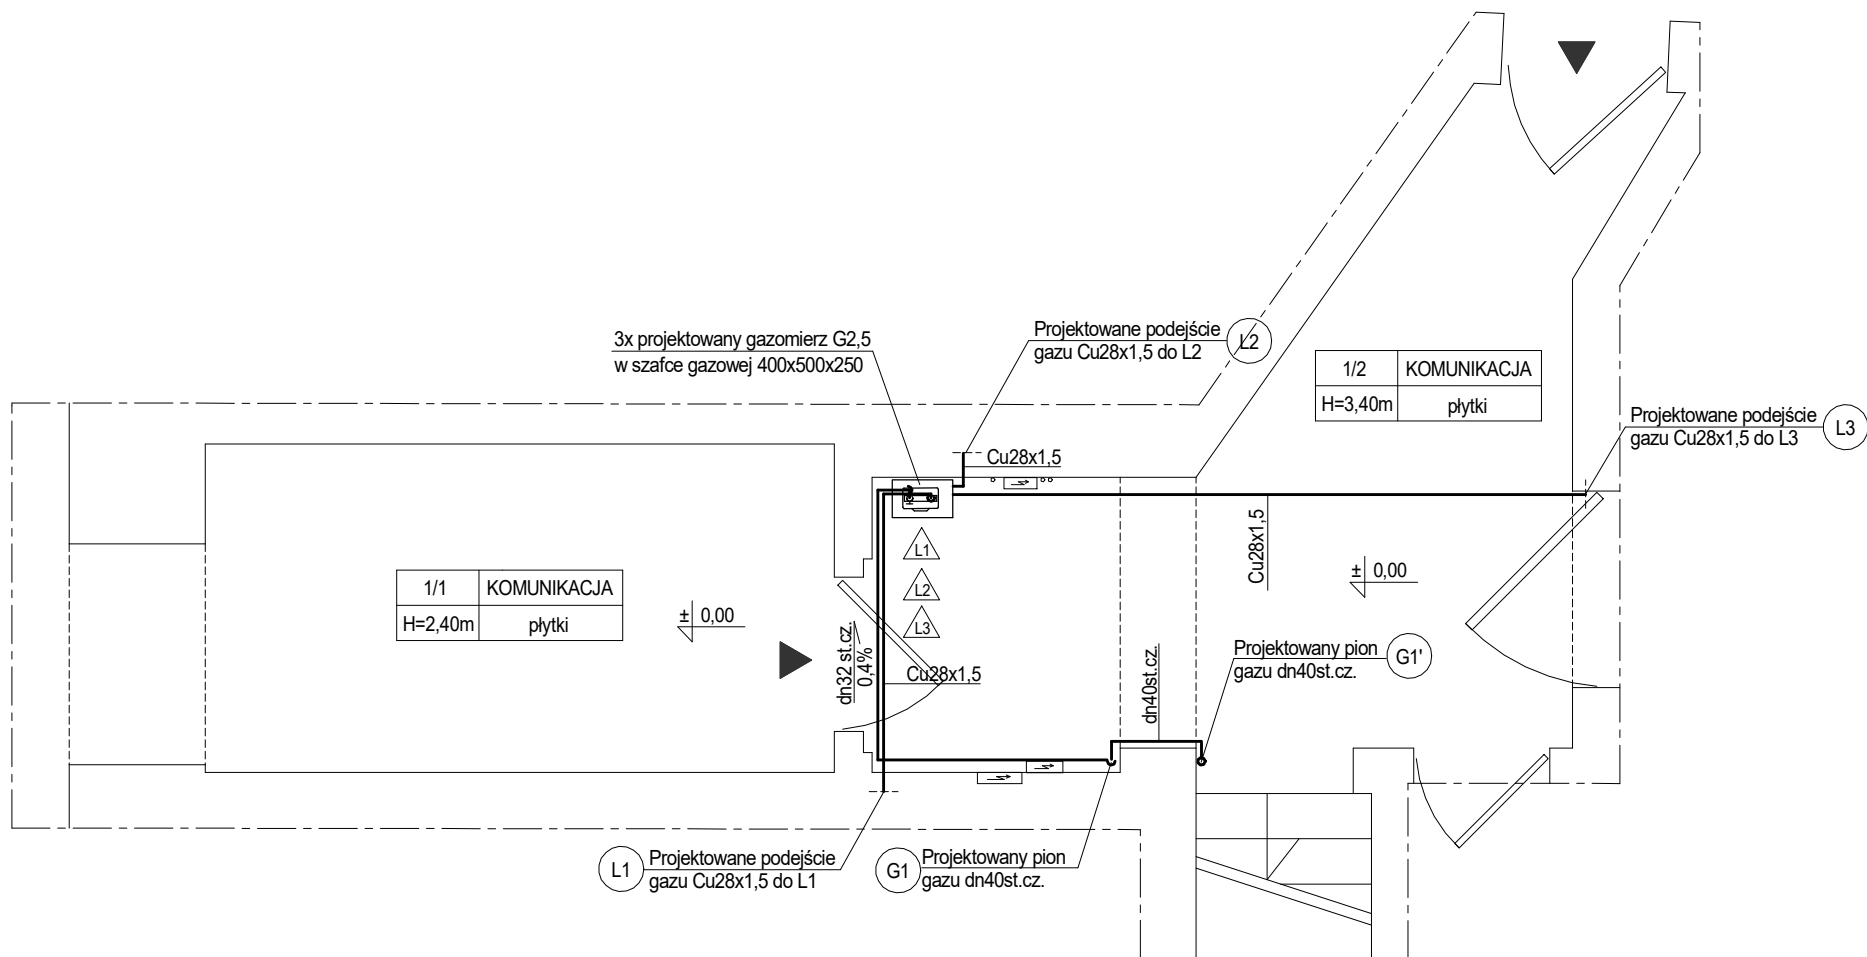 3x projektowany gazomierz G2,5
w szafce gazowej 400x500x250
Projektowane podejście
gazu Cu28x1,5 do L2
L2
1/2 KOMUNIKACJA
H=3,40m płytki
Projektowane podejście
gazu Cu28x1,5 do L3
L3
Cu28x1,5
Cu28x1,5
L1
L2
L3
1/1 KOMUNIKACJA
H=2,40m płytki
± 0,00
± 0,00
dn32 st.cz.
0,4%
Cu28x1,5
dn40st.cz.
Projektowany pion
gazu dn40st.cz.
G1'
L1
Projektowane podejście
gazu Cu28x1,5 do L1
G1
Projektowany pion
gazu dn40st.cz.